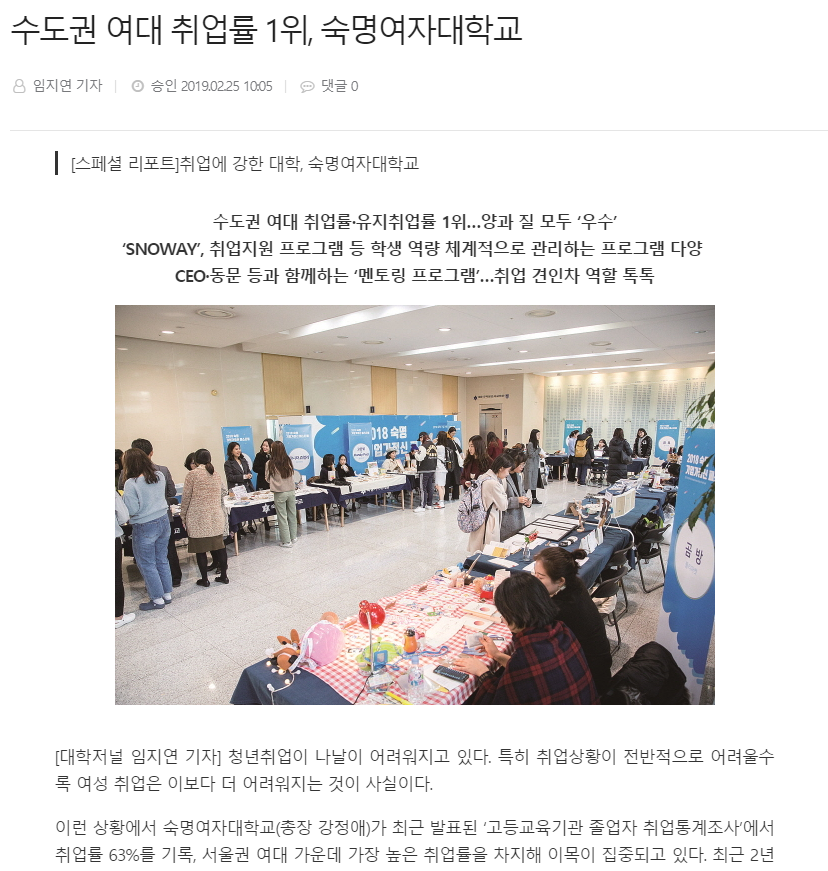 수도권 여대 취업률 1위, 숙명여자대학교
임지연 기자 승인 2019.02.25 10:05 댓글 0
[스페셜 리포트]취업에 강한 대학, 숙명여자대학교
수도권 여대 취업률·유지취업률 1위…양과 질 모두 ‘우수’
‘SNOWAY’, 취업지원 프로그램 등 학생 역량 체계적으로 관리하는 프로그램 다양
CEO·동문 등과 함께하는 ‘멘토링 프로그램’…취업 견인차 역할 톡톡
2018 숙명
2018 숙명
[대학저널 임지연 기자] 청년취업이 나날이 어려워지고 있다. 특히 취업상황이 전반적으로 어려울수
록 여성 취업은 이보다 더 어려워지는 것이 사실이다.
이런 상황에서 숙명여자대학교(총장 강정애)가 최근 발표된 ‘고등교육기관 졸업자 취업통계조사’에서
취업률 63%를 기록, 서울권 여대 가운데 가장 높은 취업률을 차지해 이목이 집중되고 있다. 최근 2년